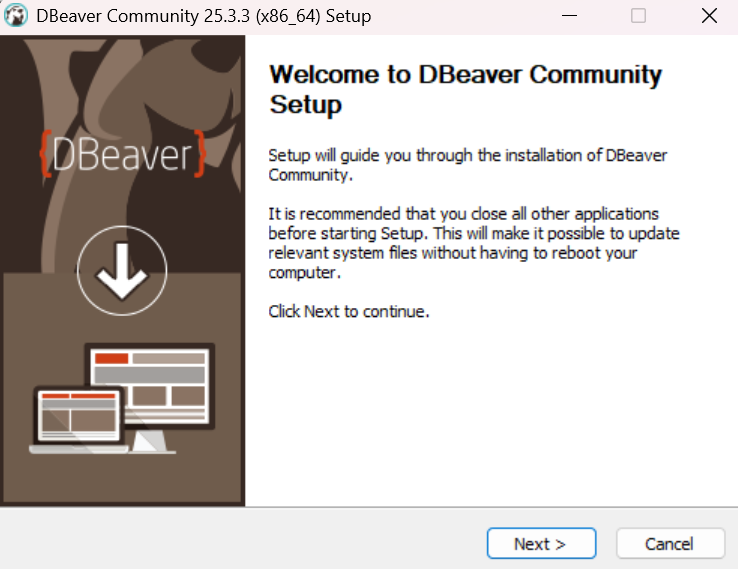 DBeaver Community 25.3.3 (x86_64) Setup
{DBeaver}
Welcome to DBeaver Community
Setup
Setup will guide you through the installation of DBeaver
Community.
It is recommended that you close all other applications
before starting Setup. This will make it possible to update
relevant system files without having to reboot your
computer.
Click Next to continue.
Next >
Cancel